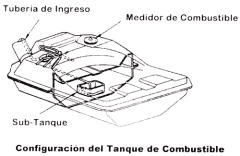 Tuberia de Ingreso
Medidor de Combustible
Sub-Tanque
Configuración del Tanque de Combustible